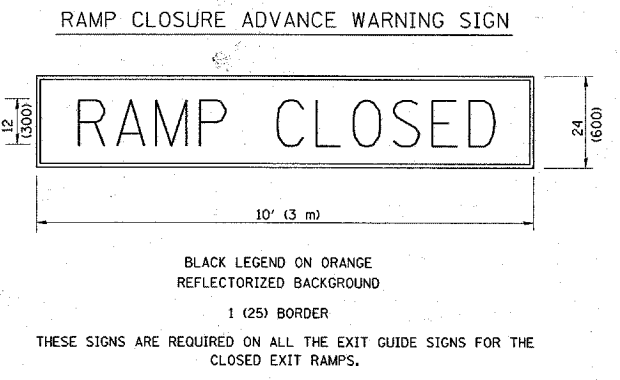 RAMP CLOSURE ADVANCE WARNING SIGN
RAMP CLOSED
12
(300)
24
(600)
10' (3 m)
BLACK LEGEND ON ORANGE
REFLECTORIZED BACKGROUND
1 (25) BORDER
THESE SIGNS ARE REQUIRED ON ALL THE EXIT GUIDE SIGNS FOR THE
CLOSED EXIT RAMPS.